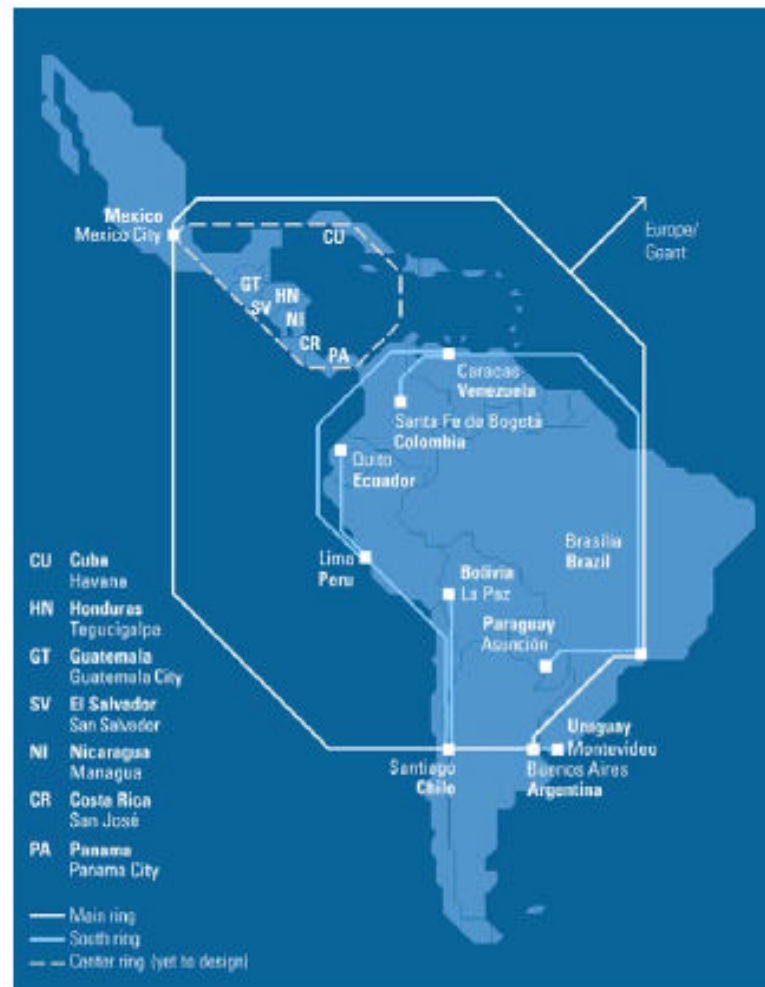 Mexico
Mexico City
CU
Europe/
Geant
GT
HN
SV
NI
CR
PA
Caracas
Venezuela
Santa Fe de Bogotá
Colombia
Quito
Ecuador
Lima
Peru
Brasilia
Brazil
Bolivia
La Paz
Paraguay
Asunción
Uruguay
Montevideo
Santiago
Chile
Buenos Aires
Argentina
CU Cuba
Havana
HN Honduras
Tegucigalpa
GT Guatemala
Guatemala City
SV El Salvador
San Salvador
NI Nicaragua
Managua
CR Costa Rica
San José
PA Panama
Panama City
Main ring
South ring
Center ring (yet to design)